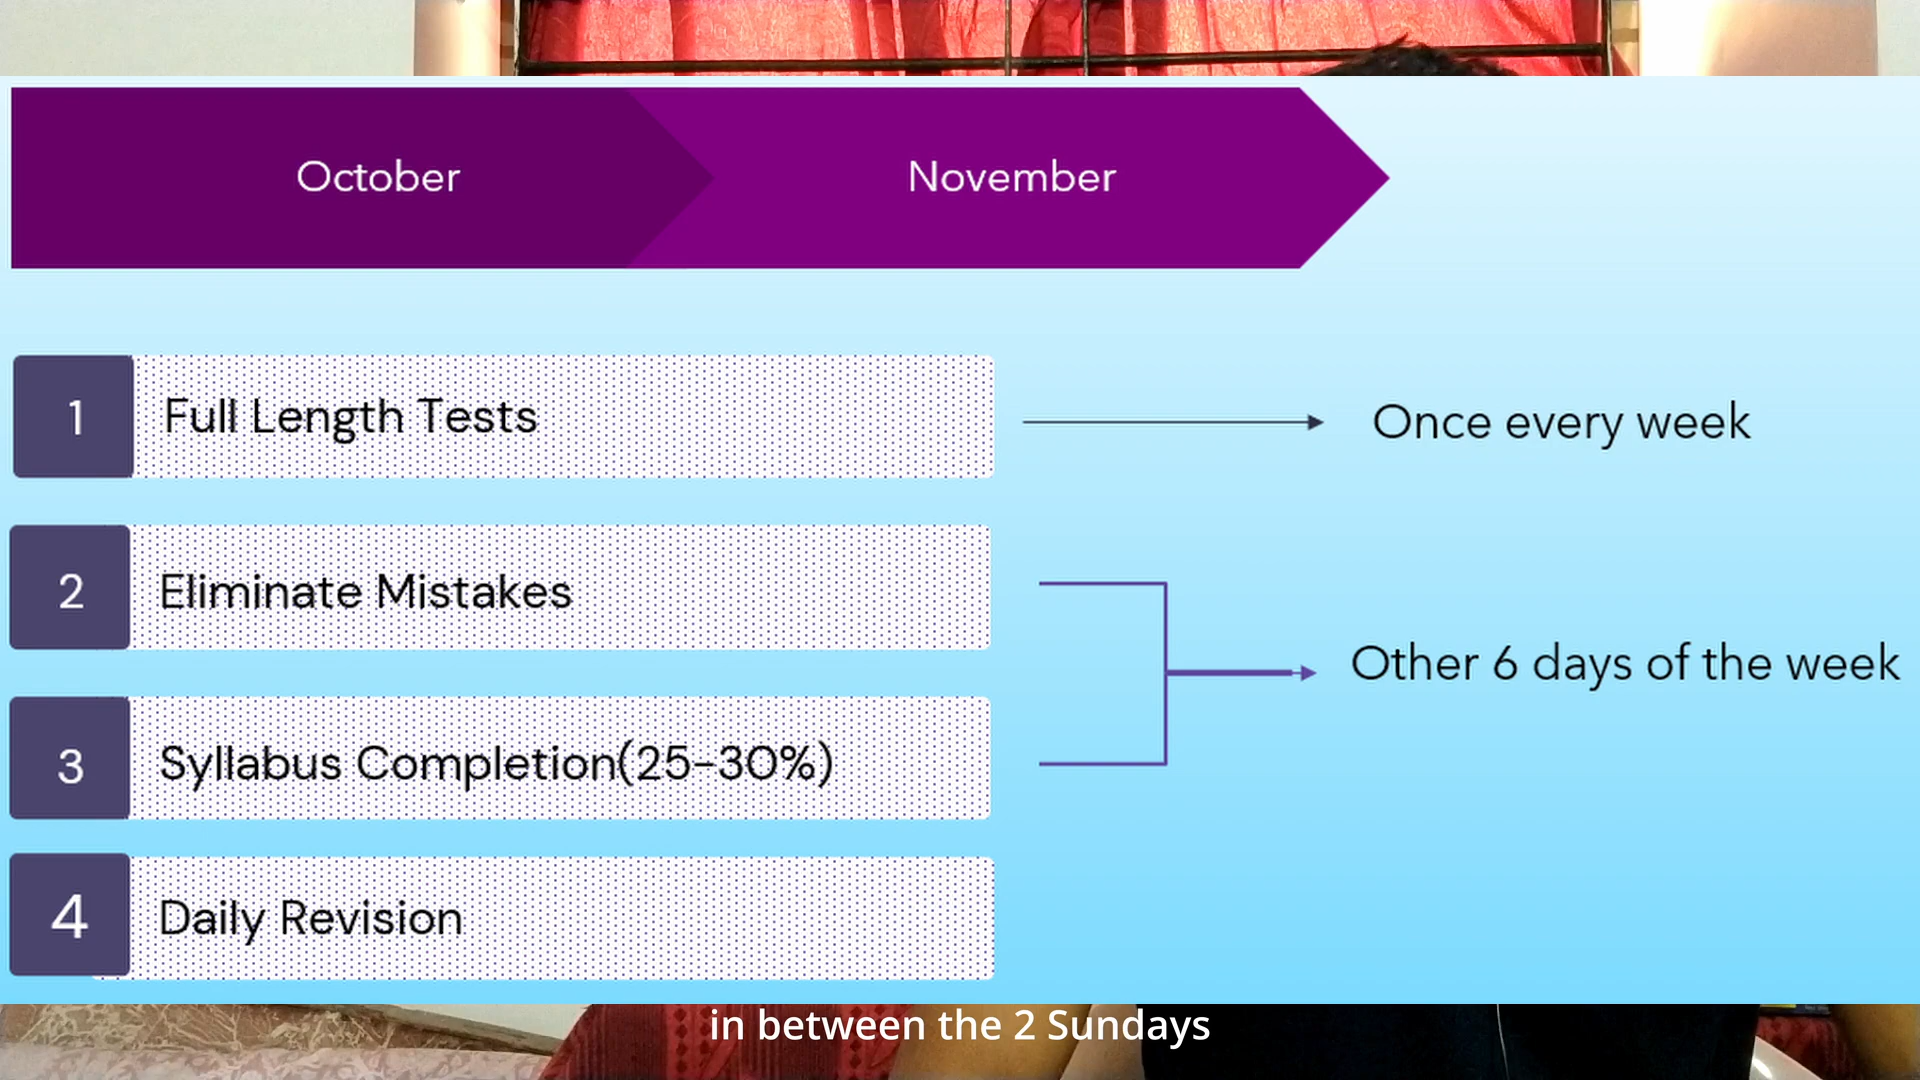 October
November
1
Full Length Tests
Once every week
2
Eliminate Mistakes
Other 6 days of the week
3
Syllabus Completion(25-30%)
4
Daily Revision
in between the 2 Sundays